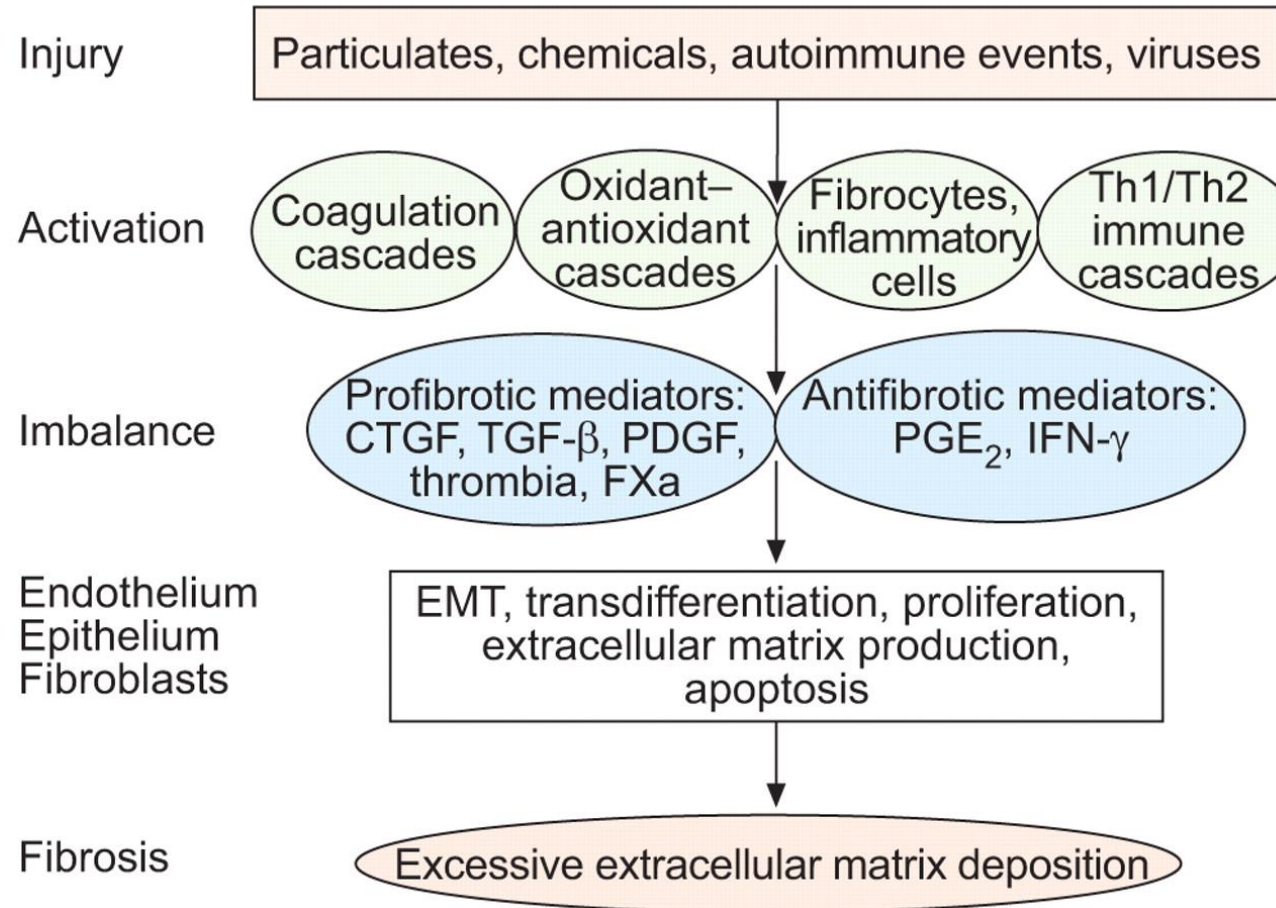 Injury
Particulates, chemicals, autoimmune events, viruses
Activation
Coagulation
cascades
Oxidant–
antioxidant
cascades
Fibrocytes,
inflammatory
cells
Th1/Th2
immune
cascades
Imbalance
Profibrotic mediators:
CTGF, TGF-β, PDGF,
thrombia, FXa
Antifibrotic mediators:
PGE₂, IFN-γ
Endothelium
Epithelium
Fibroblasts
EMT, transdifferentiation, proliferation,
extracellular matrix production,
apoptosis
Fibrosis
Excessive extracellular matrix deposition